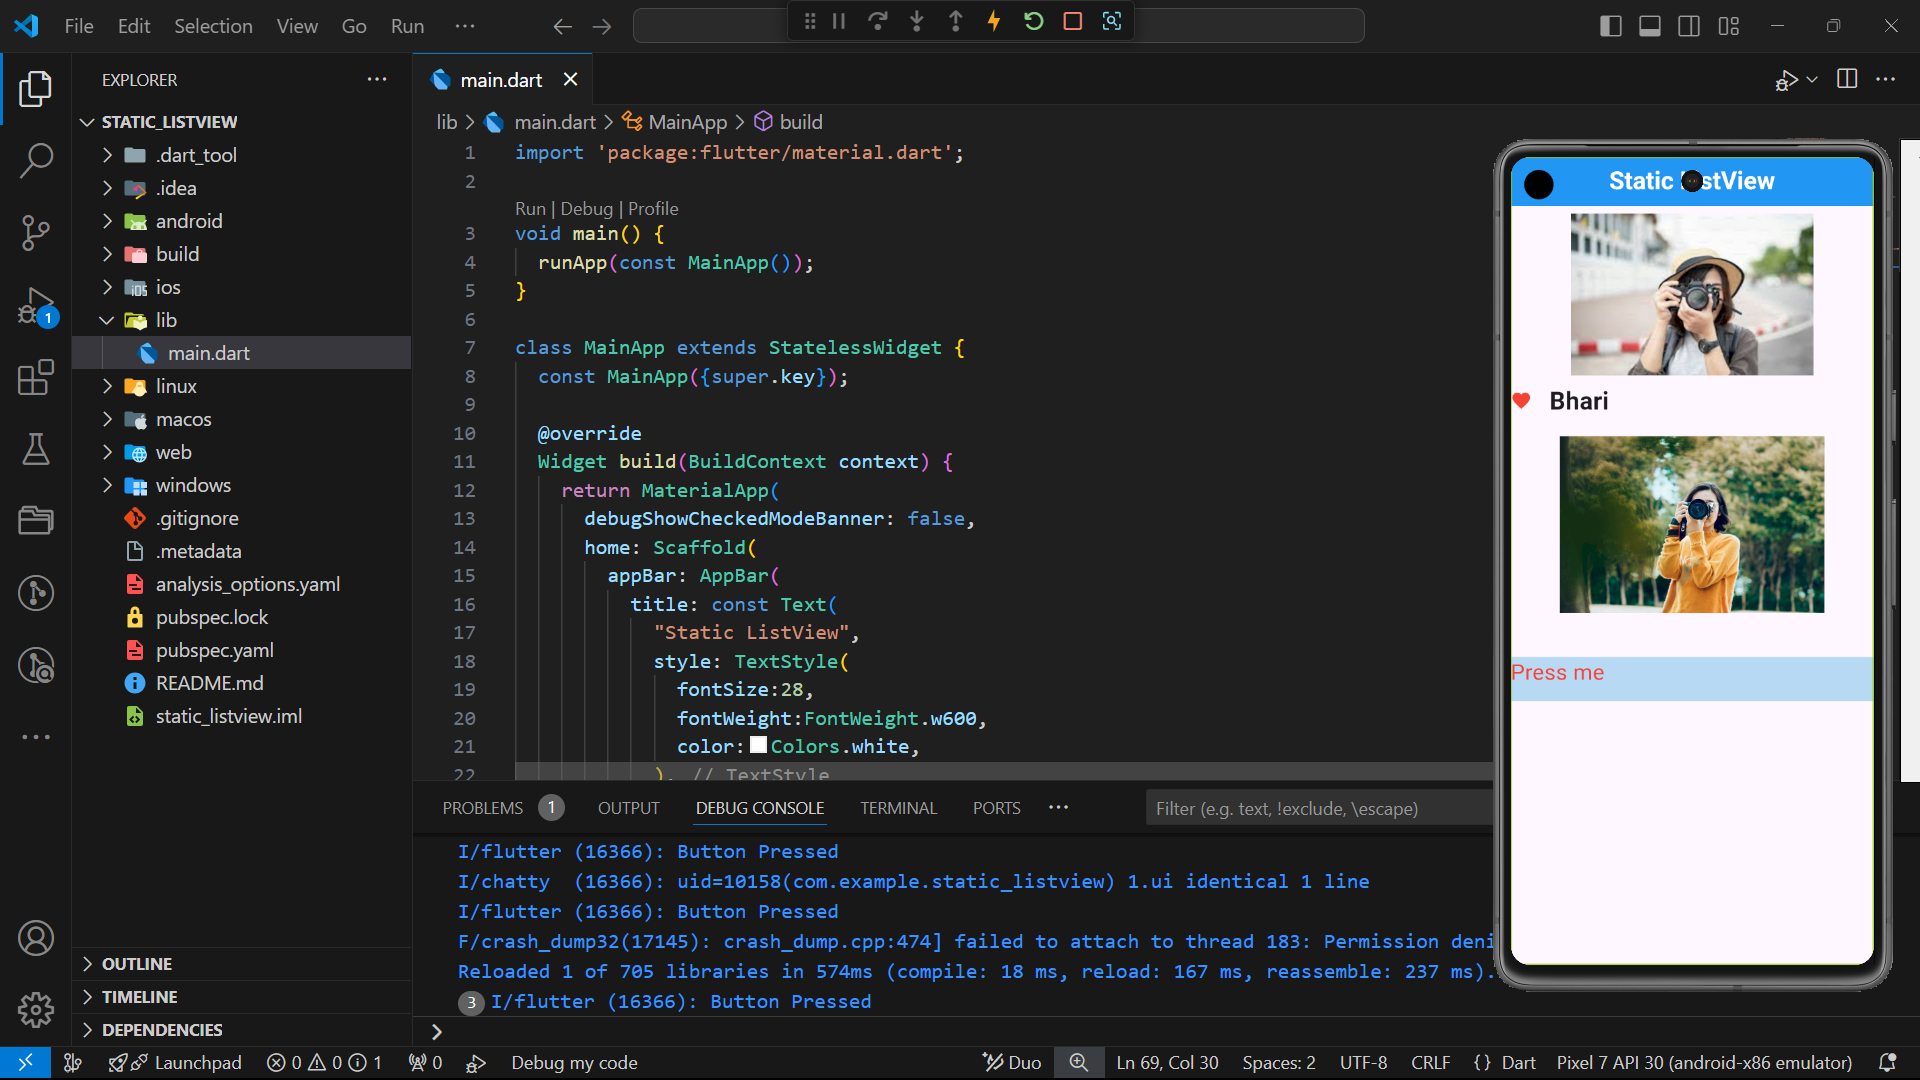 File Edit Selection View Go Run ...
EXPLORER ...
STATIC_LISTVIEW
.dart_tool
.idea
android
build
ios
lib
main.dart
linux
macos
web
windows
.gitignore
.metadata
analysis_options.yaml
pubspec.lock
pubspec.yaml
README.md
static_listview.iml
OUTLINE
TIMELINE
DEPENDENCIES
1
main.dart
lib > main.dart > MainApp > build
1 import 'package:flutter/material.dart';
2
Run | Debug | Profile
3 void main() {
4 runApp(const MainApp());
5 }
6
7 class MainApp extends StatelessWidget {
8 const MainApp({super.key});
9
10 @override
11 Widget build(BuildContext context) {
12 return MaterialApp(
13 debugShowCheckedModeBanner: false,
14 home: Scaffold(
15 appBar: AppBar(
16 title: const Text(
17 "Static ListView",
18 style: TextStyle(
19 fontSize:28,
20 fontWeight:FontWeight.w600,
21 color: Colors.white,
22 ), // TextStyle
PROBLEMS 1 OUTPUT DEBUG CONSOLE TERMINAL PORTS ...
Filter (e.g. text, !exclude, \escape)
I/flutter (16366): Button Pressed
I/chatty (16366): uid=10158(com.example.static_listview) 1.ui identical 1 line
I/flutter (16366): Button Pressed
F/crash_dump32(17145): crash_dump.cpp:474] failed to attach to thread 183: Permission deni
Reloaded 1 of 705 libraries in 574ms (compile: 18 ms, reload: 167 ms, reassemble: 237 ms).
3 I/flutter (16366): Button Pressed
>
Static stView
Bhari
Press me
Launchpad 0 0 1 0 Debug my code Duo Ln 69, Col 30 Spaces: 2 UTF-8 CRLF {} Dart Pixel 7 API 30 (android-x86 emulator)